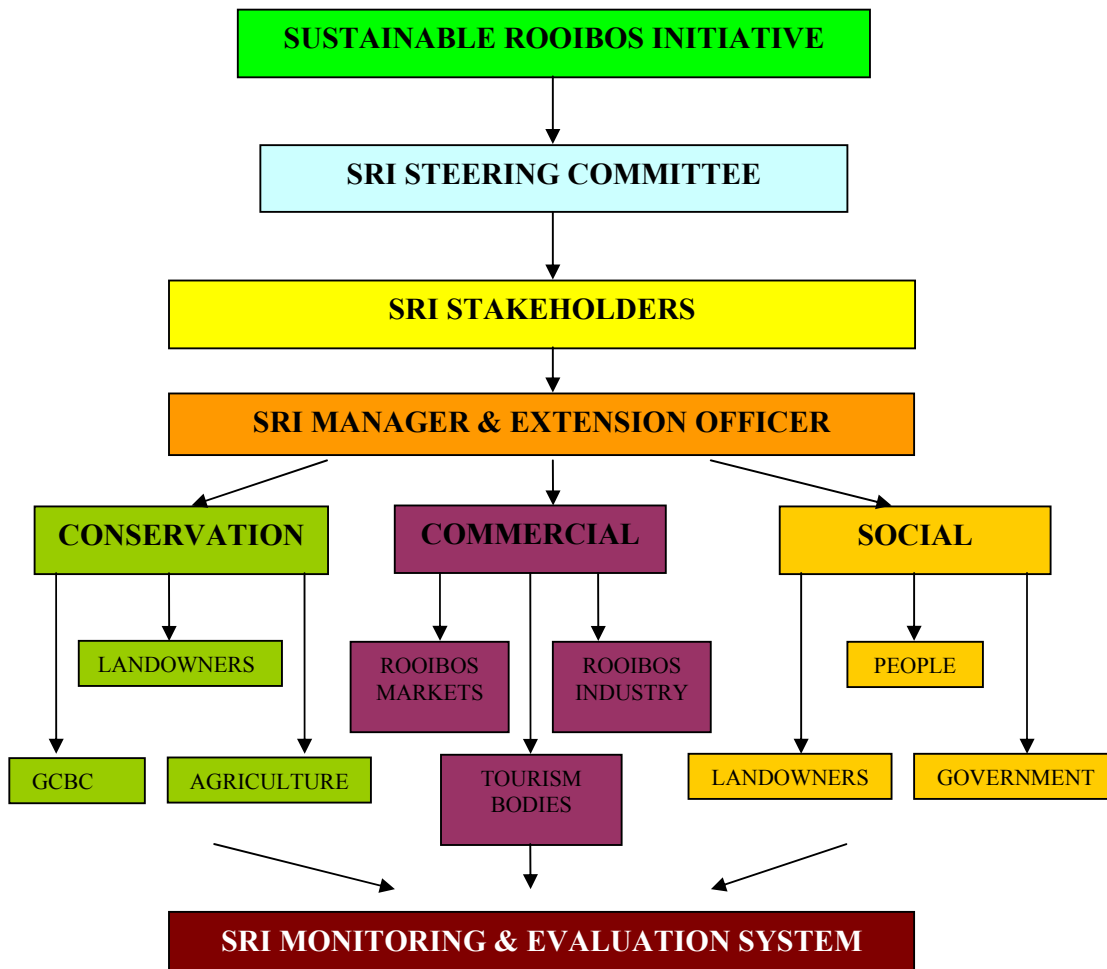 SUSTAINABLE ROOIBOS INITIATIVE
SRI STEERING COMMITTEE
SRI STAKEHOLDERS
SRI MANAGER & EXTENSION OFFICER
CONSERVATION
COMMERCIAL
SOCIAL
LANDOWNERS
ROOIBOS
MARKETS
ROOIBOS
INDUSTRY
PEOPLE
GCBC
AGRICULTURE
TOURISM
BODIES
LANDOWNERS
GOVERNMENT
SRI MONITORING & EVALUATION SYSTEM